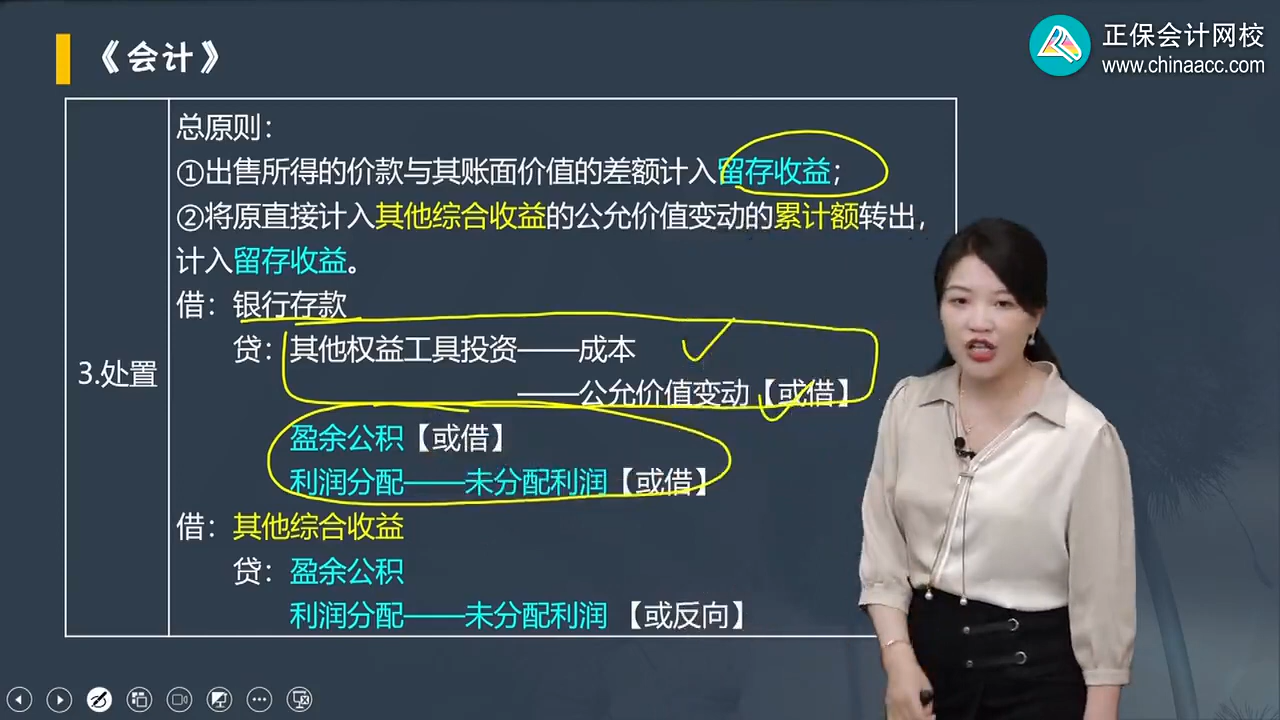 《会计》
正保会计网校
www.chinaacc.com
总原则：
①出售所得的价款与其账面价值的差额计入留存收益；
②将原直接计入其他综合收益的公允价值变动的累计额转出，
计入留存收益。
借：银行存款
贷：其他权益工具投资——成本
——公允价值变动【或借】
3.处置
盈余公积【或借】
利润分配——未分配利润【或借】
借：其他综合收益
贷：盈余公积
利润分配——未分配利润 【或反向】